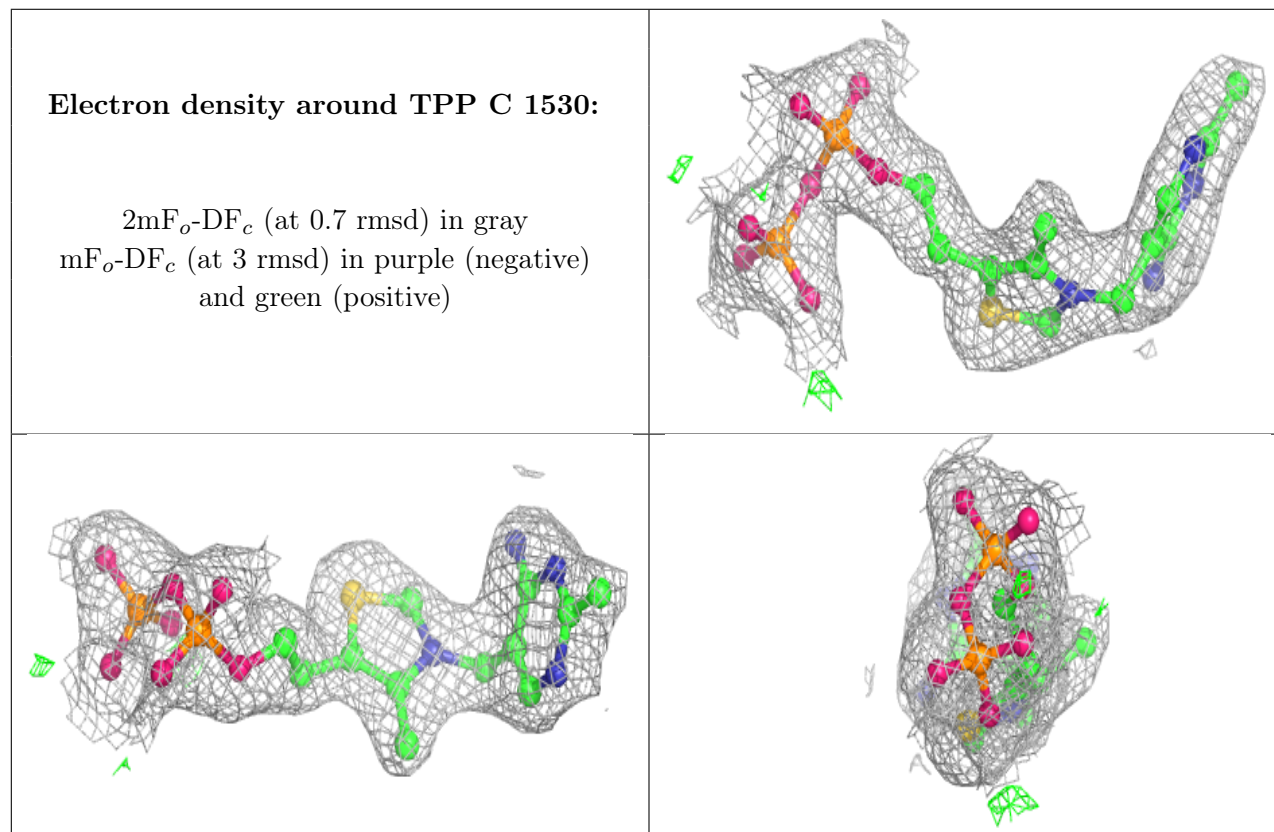 Electron density around TPP C 1530:
2mFo-DFc (at 0.7 rmsd) in gray
mFo-DFc (at 3 rmsd) in purple (negative)
and green (positive)